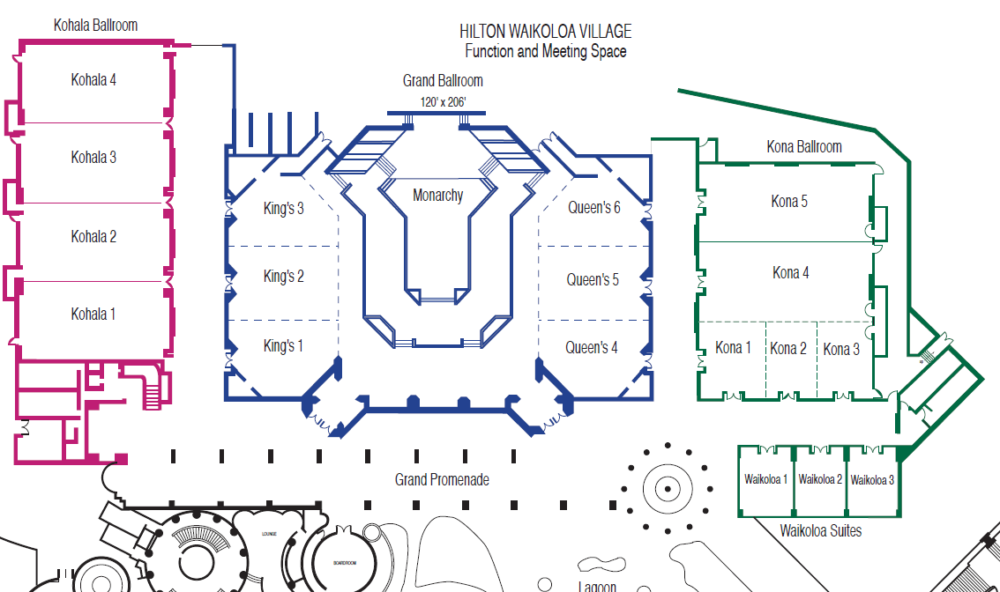 Kohala Ballroom
HILTON WAIKOLOA VILLAGE
Function and Meeting Space
Grand Ballroom
120' x 206'
Kona Ballroom
Kohala 4
Kohala 3
Kohala 2
Kohala 1
King's 3
King's 2
King's 1
Monarchy
Queen's 6
Queen's 5
Queen's 4
Kona 5
Kona 4
Kona 1
Kona 2
Kona 3
Grand Promenade
Waikoloa 1
Waikoloa 2
Waikoloa 3
Waikoloa Suites
LOUNGE
BOARDROOM
Lagoon